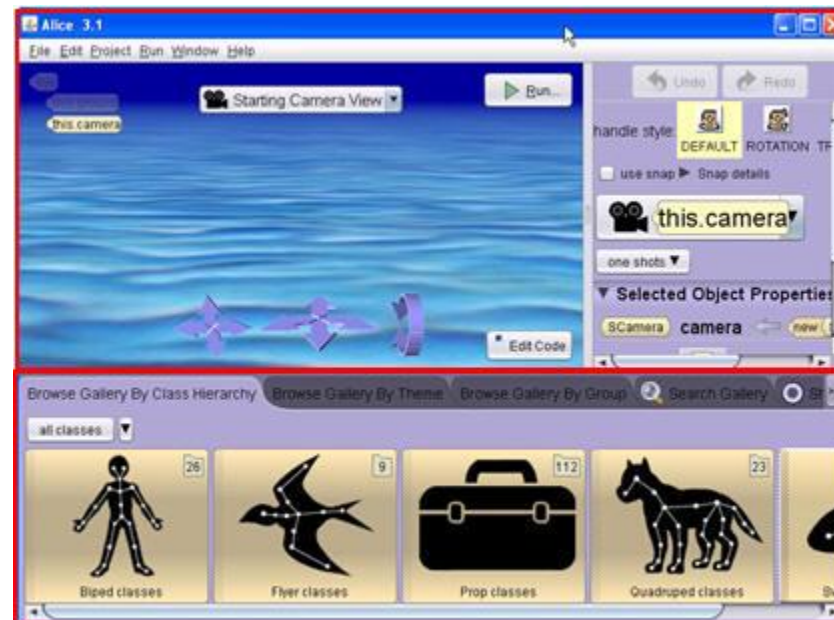 Alice 3.1
File Edit Project Run Window Help
this.camera
Starting Camera View
Run...
Undo
Redo
handle style:
DEFAULT
ROTATION
use snap
Snap details
this.camera
one shots
Selected Object Properties
SCamera
camera
new
Edit Code
Browse Gallery By Class Hierarchy
Browse Gallery By Theme
Browse Gallery By Group
Search Gallery
all classes
26
9
112
23
Biped classes
Flyer classes
Prop classes
Quadruped classes